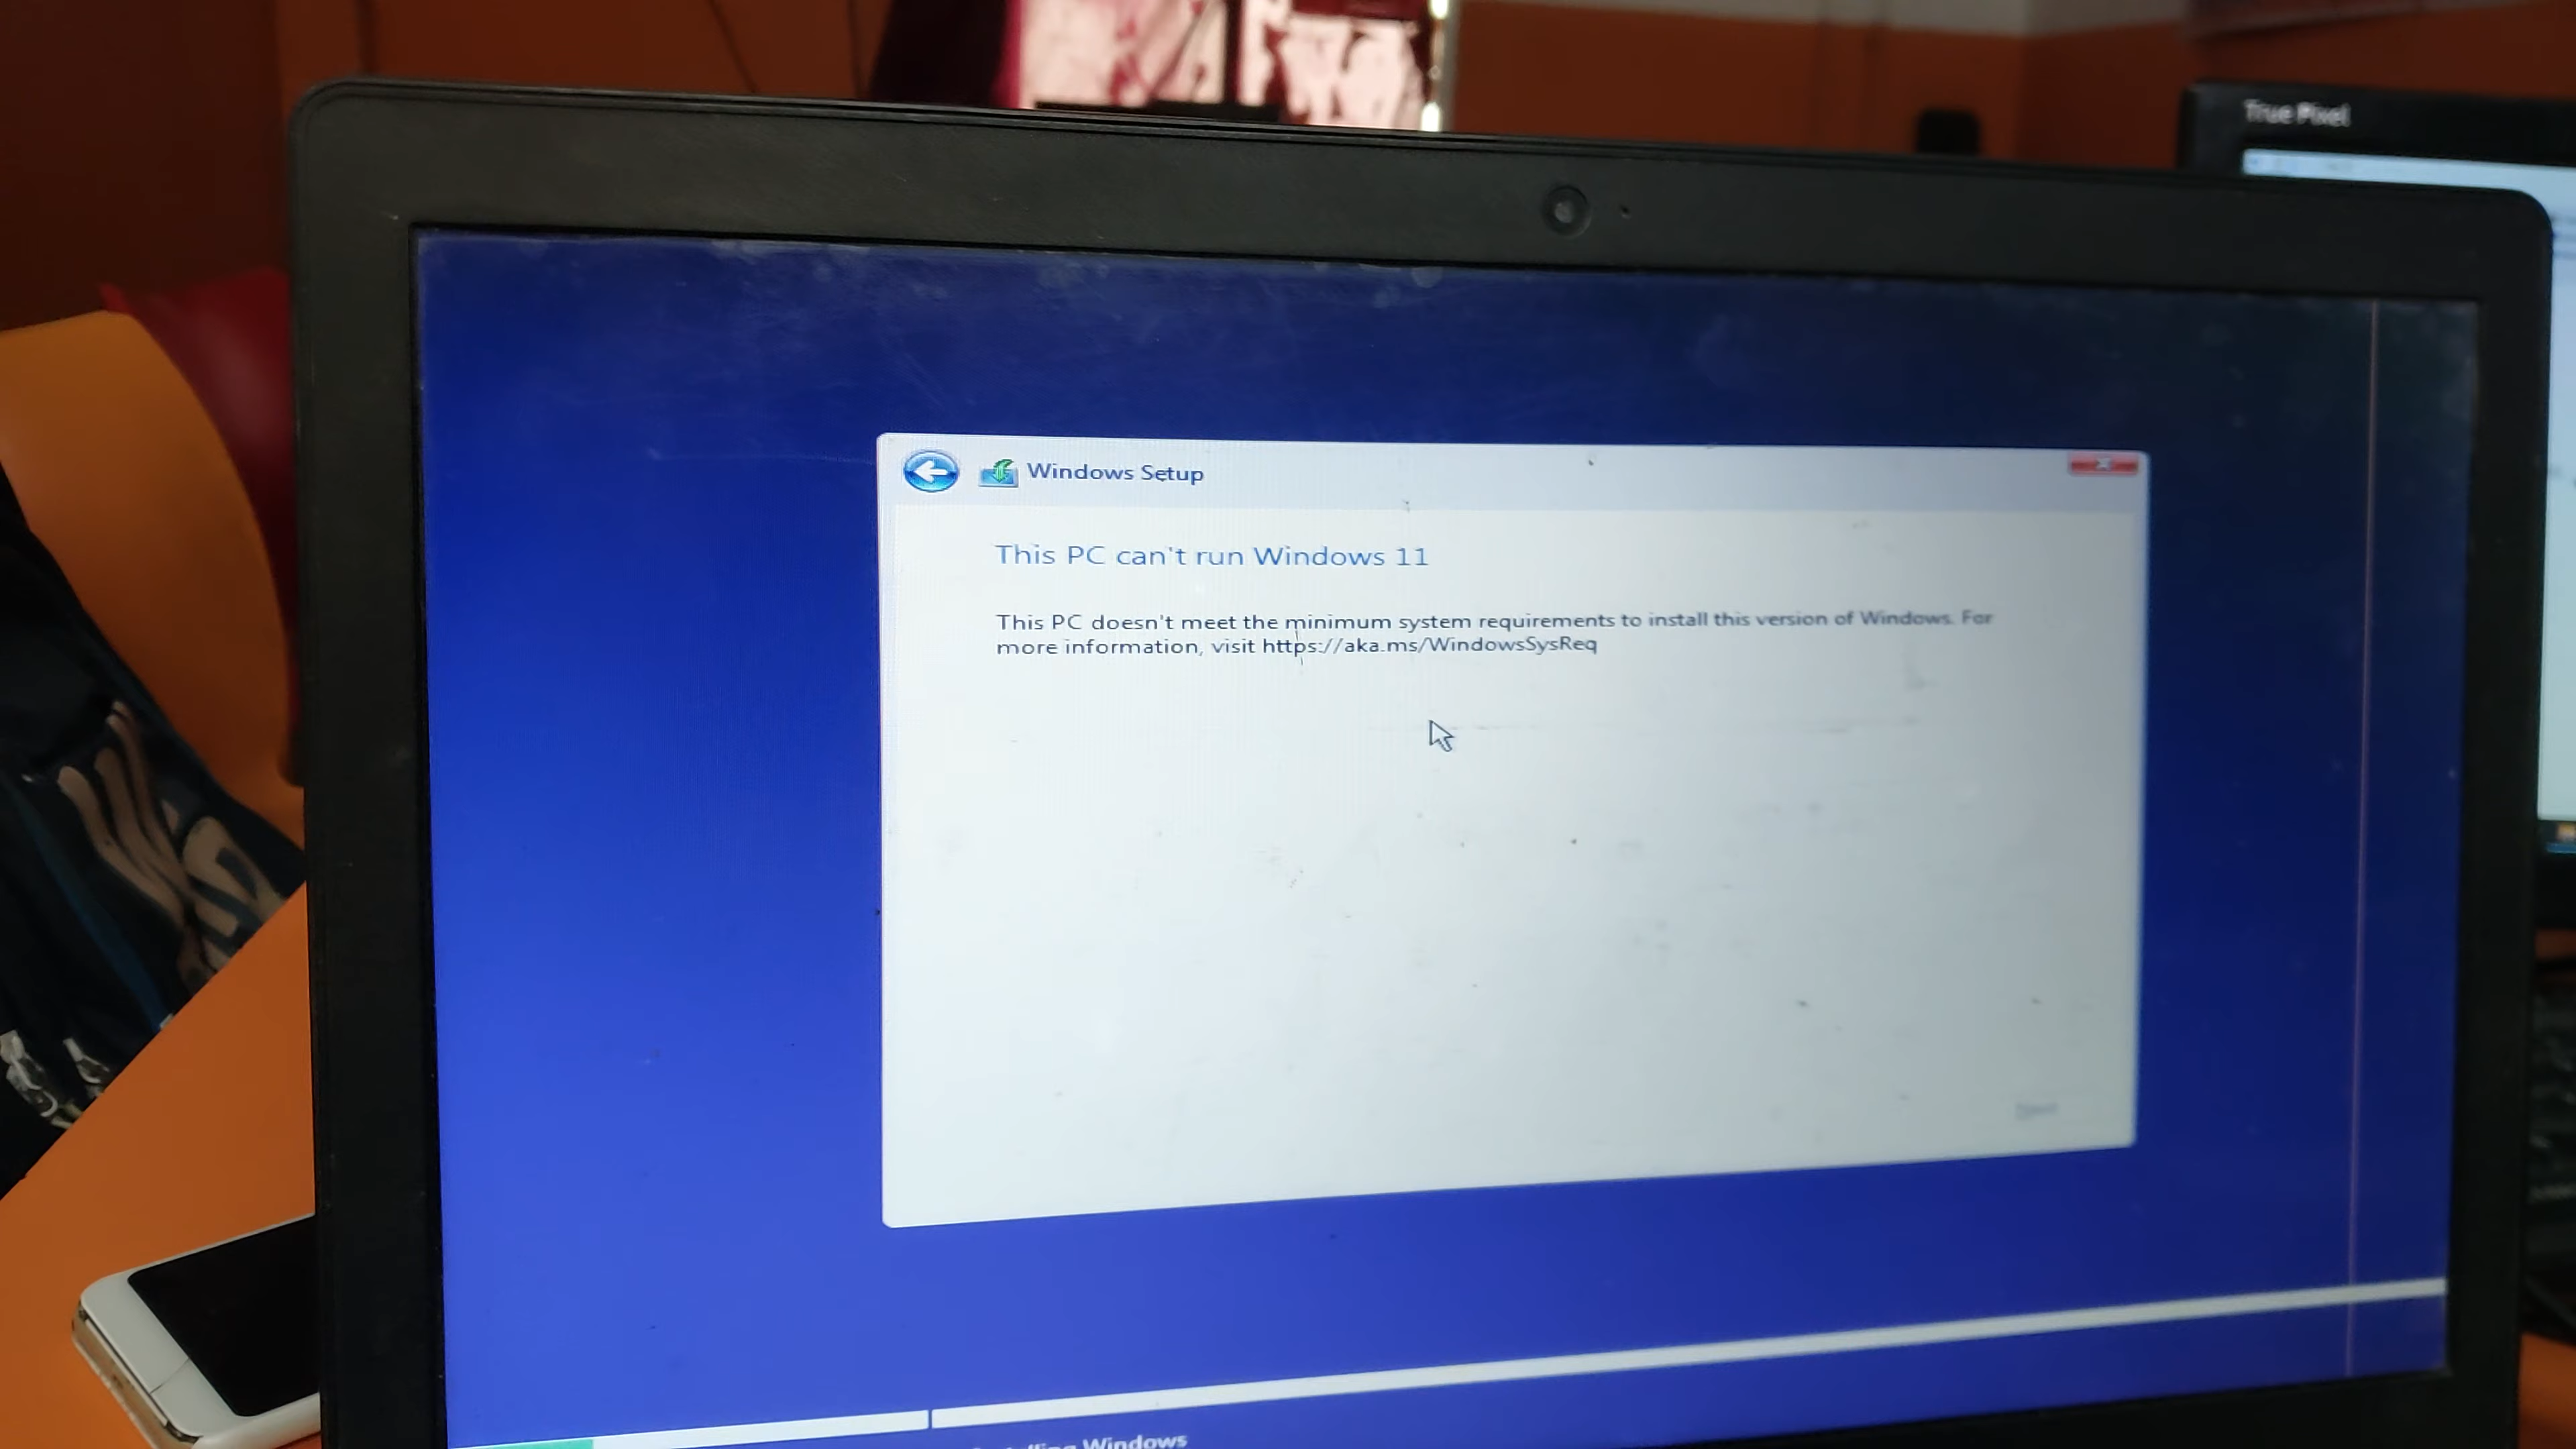 True Pixel
Windows Setup
This PC can't run Windows 11
This PC doesn't meet the minimum system requirements to install this version of Windows. For
more information, visit https://aka.ms/WindowsSysReq
Windows